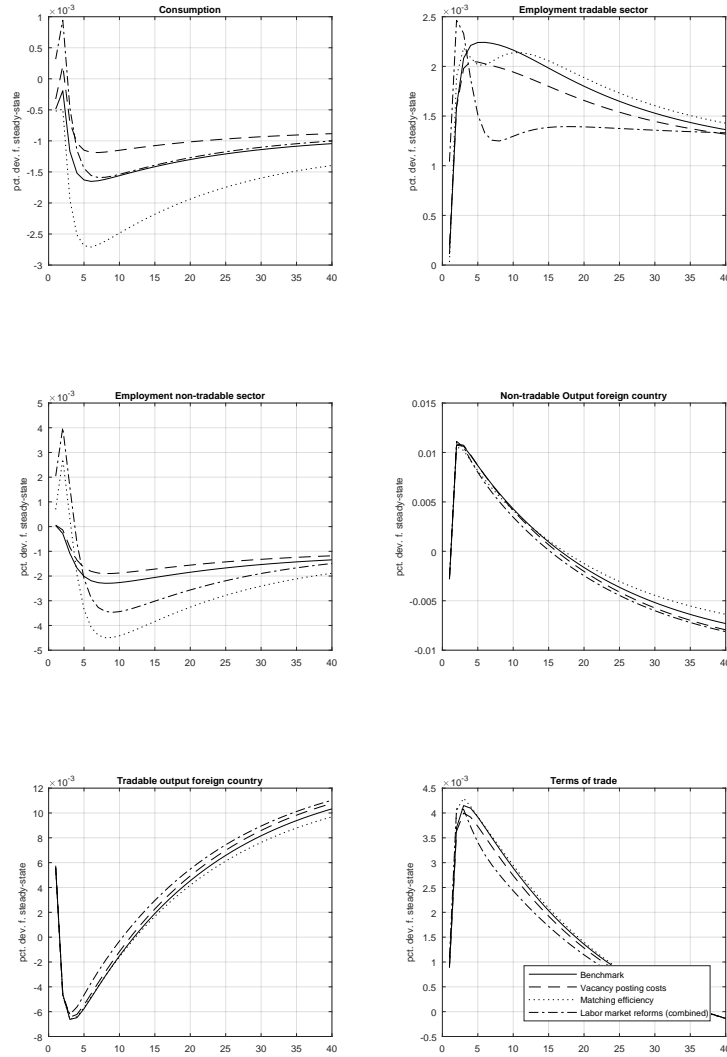 Consumption
×10⁻³
pct. dev. f. steady-state
1
0.5
0
-0.5
-1
-1.5
-2
-2.5
-3
0 5 10 15 20 25 30 35 40
Employment tradable sector
×10⁻³
pct. dev. f. steady-state
2.5
2
1.5
1
0.5
0
0 5 10 15 20 25 30 35 40
Employment non-tradable sector
×10⁻³
pct. dev. f. steady-state
5
4
3
2
1
0
-1
-2
-3
-4
-5
0 5 10 15 20 25 30 35 40
Non-tradable Output foreign country
pct. dev. f. steady-state
0.015
0.01
0.005
0
-0.005
-0.01
0 5 10 15 20 25 30 35 40
Tradable output foreign country
×10⁻³
pct. dev. f. steady-state
12
10
8
6
4
2
0
-2
-4
-6
-8
0 5 10 15 20 25 30 35 40
Terms of trade
×10⁻³
pct. dev. f. steady-state
4.5
4
3.5
3
2.5
2
1.5
1
0.5
0
-0.5
0 5 10 15 20 25 30 35 40
Benchmark
Vacancy posting costs
Matching efficiency
Labor market reforms (combined)